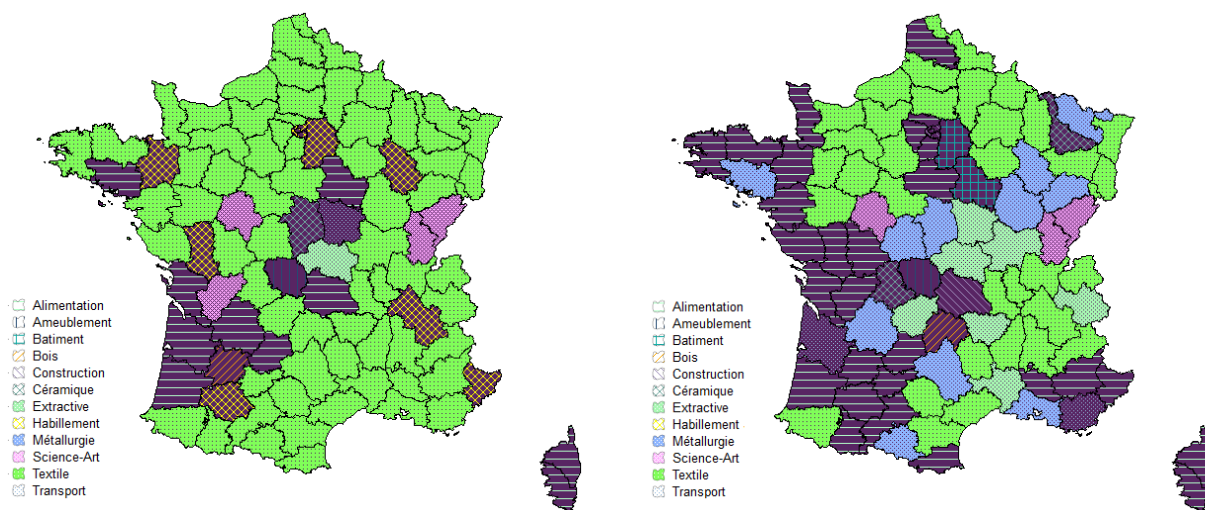 Alimentation
Ameublement
Batiment
Bois
Construction
Céramique
Extractive
Habillement
Métallurgie
Science-Art
Textile
Transport
Alimentation
Ameublement
Batiment
Bois
Construction
Céramique
Extractive
Habillement
Métallurgie
Science-Art
Textile
Transport